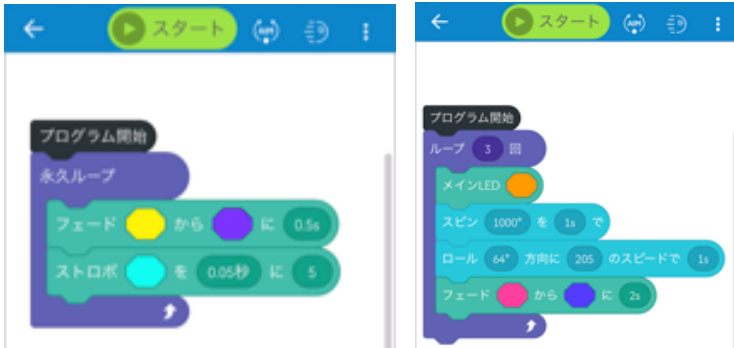 スタート
AIM
プログラム開始
永久ループ
フェード から に 0.5s
ストロボ を 0.05秒 に 5
スタート
AIM
プログラム開始
ループ 3 回
メインLED
スピン 1000° を 1s で
ロール 64° 方向に 205 のスピードで 1s
フェード から に 2s